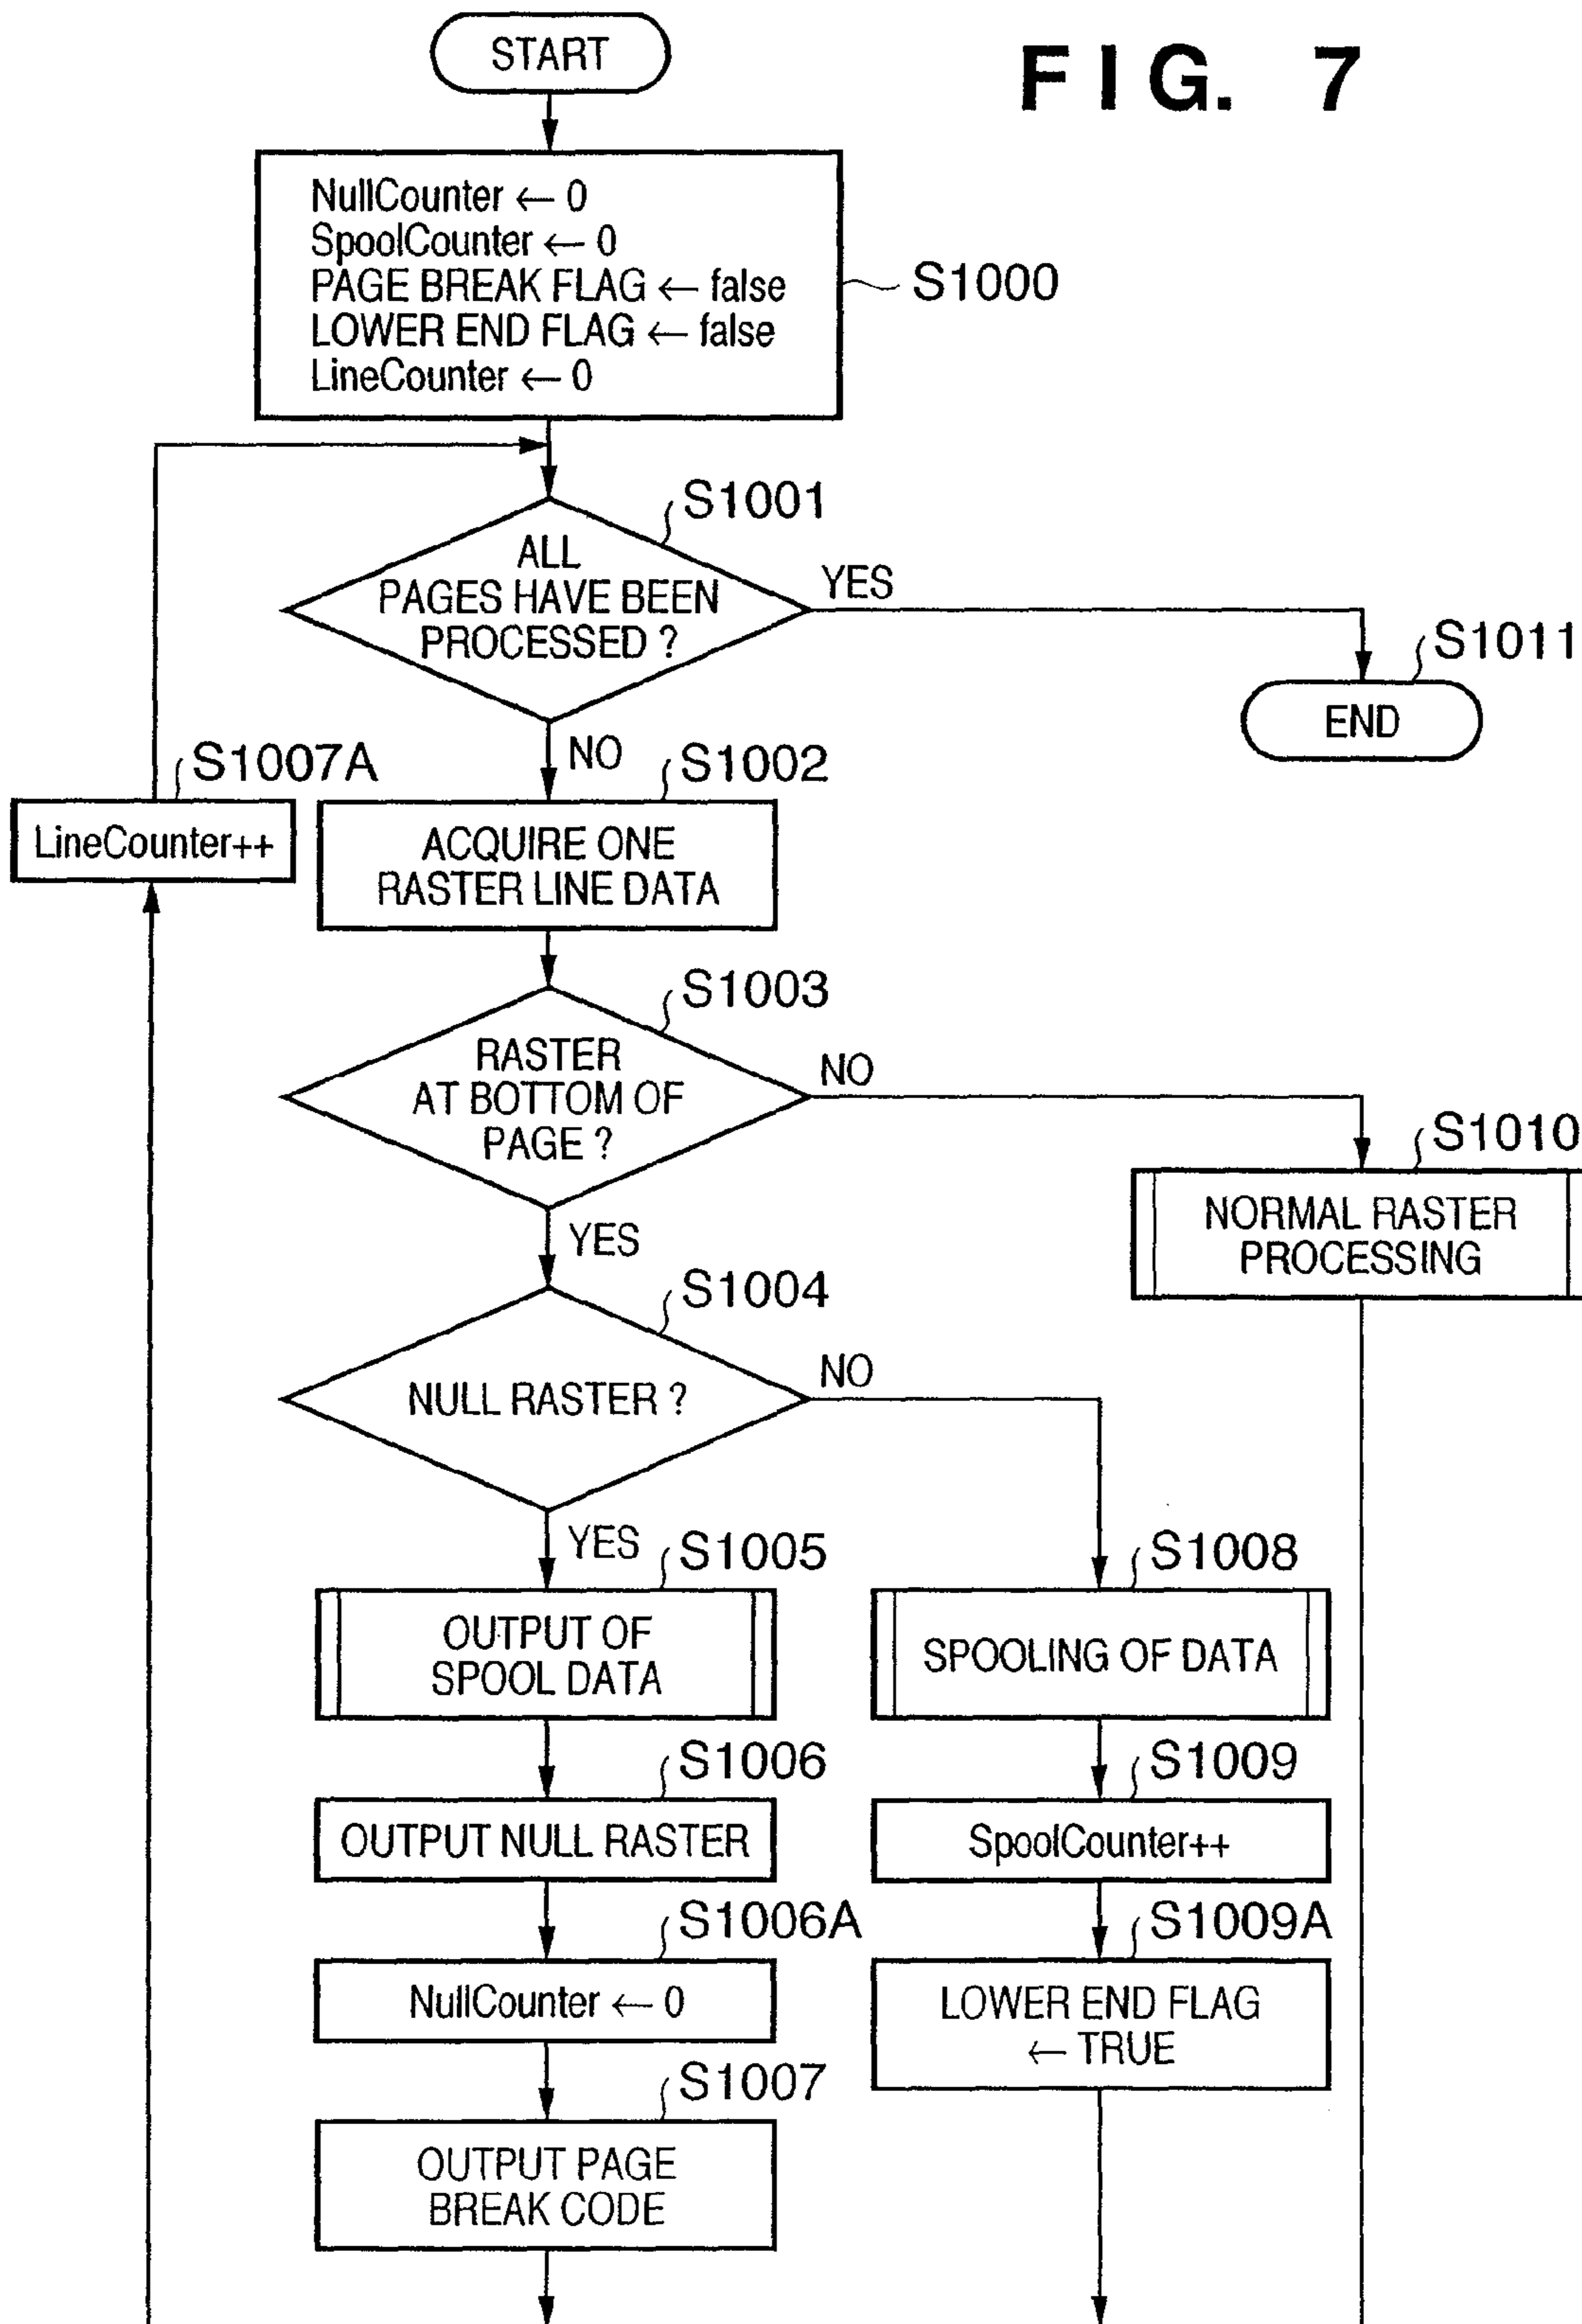 START
FIG. 7
NullCounter ← 0
SpoolCounter ← 0
PAGE BREAK FLAG ← false
LOWER END FLAG ← false
LineCounter ← 0
S1000
S1001
ALL
PAGES HAVE BEEN
PROCESSED ?
YES
S1011
END
NO
S1007A
LineCounter++
S1002
ACQUIRE ONE
RASTER LINE DATA
S1003
RASTER
AT BOTTOM OF
PAGE ?
NO
S1010
NORMAL RASTER
PROCESSING
YES
S1004
NULL RASTER ?
NO
YES
S1005
OUTPUT OF
SPOOL DATA
S1008
SPOOLING OF DATA
S1006
OUTPUT NULL RASTER
S1009
SpoolCounter++
S1006A
NullCounter ← 0
S1009A
LOWER END FLAG
← TRUE
S1007
OUTPUT PAGE
BREAK CODE